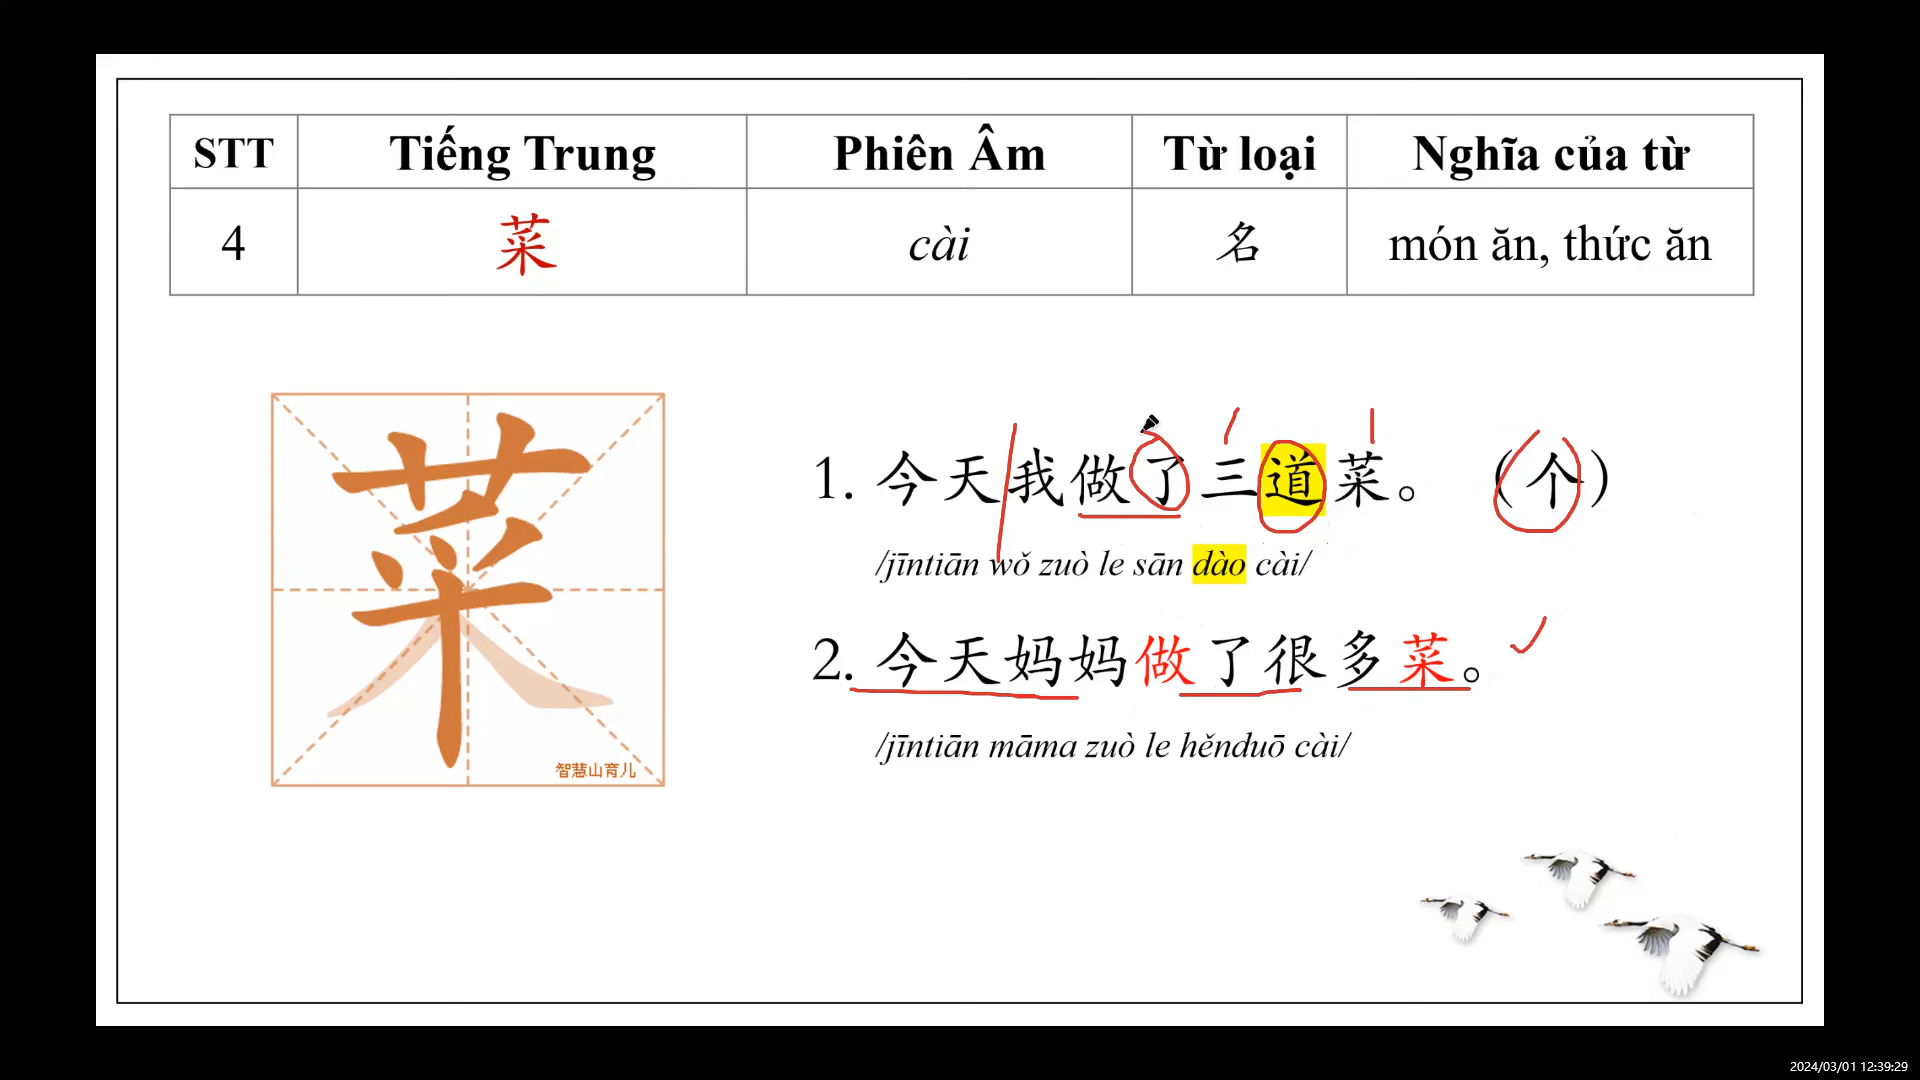 STT Tiếng Trung Phiên Âm Từ loại Nghĩa của từ
4 菜 cài 名 món ăn, thức ăn
菜
智慧山育儿
1. 今天我做了三道菜。 (个)
/jīntiān wǒ zuò le sān dào cài/
2. 今天妈妈做了很多菜。
/jīntiān māma zuò le hěnduō cài/
2024/03/01 12:39:29